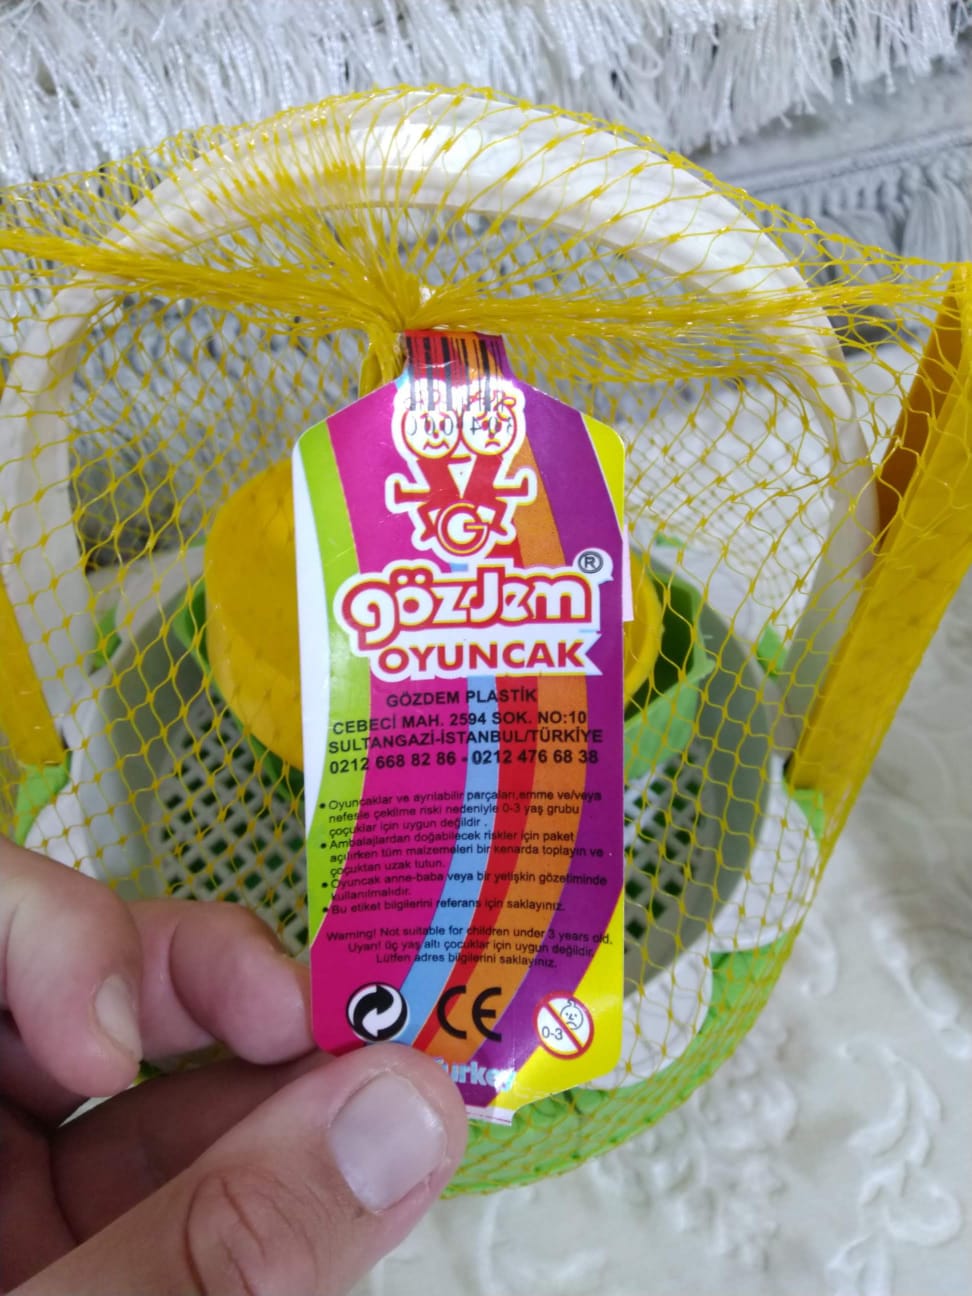 G
gözdem ®
OYUNCAK
GÖZDEM PLASTİK
CEBECİ MAH. 2594 SOK. NO:10
SULTANGAZİ-İSTANBUL/TÜRKİYE
0212 668 82 86 - 0212 476 68 38
• Oyuncaklar ve ayrılabilir parçaları,emme ve/veya
nefesle çekilme riski nedeniyle 0-3 yaş grubu
çoçuklar için uygun değildir .
• Ambalajlardan doğabilecek riskler için paket
açılırken tüm malzemeleri bir kenarda toplayın ve
çoçuktan uzak tutun.
• Oyuncak anne-baba veya bir yetişkin gözetiminde
kullanılmalıdır.
• Bu etiket bilgilerini referans için saklayınız.
Warning! Not suitable for children under 3 years old.
Uyarı! üç yaş altı çocuklar için uygun değildir.
Lütfen adres bilgilerini saklayınız.
CE
0-3
urkey